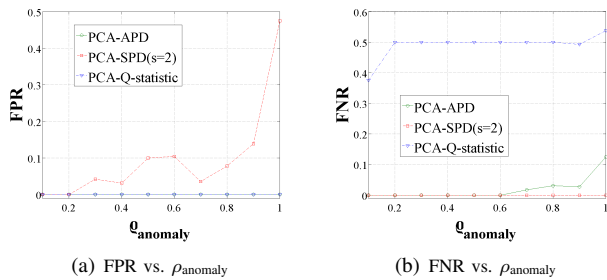 0.5
0.4
0.3
0.2
0.1
0
FPR
PCA-APD
PCA-SPD(s=2)
PCA-Q-statistic
0.2 0.4 0.6 0.8 1
ϱanomaly
(a) FPR vs. ρanomaly
0.6
0.5
0.4
0.3
0.2
0.1
0
FNR
PCA-APD
PCA-SPD(s=2)
PCA-Q-statistic
0.2 0.4 0.6 0.8 1
ϱanomaly
(b) FNR vs. ρanomaly